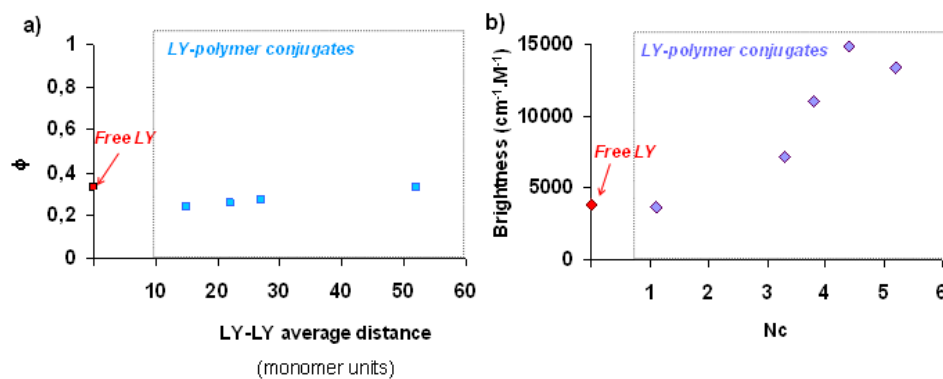 a)
LY-polymer conjugates
Free LY
ϕ
1
0,8
0,6
0,4
0,2
0
10 20 30 40 50 60
LY-LY average distance
(monomer units)
b)
LY-polymer conjugates
Free LY
Brightness (cm⁻¹.M⁻¹)
15000
10000
5000
0
1 2 3 4 5 6
Nc